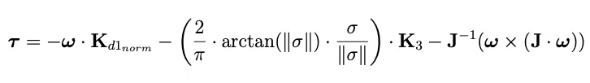 τ = −ω · K_{d1_{norm}} − (2/π · arctan(‖σ‖) · σ/‖σ‖) · K_3 − J^{−1}(ω × (J · ω))